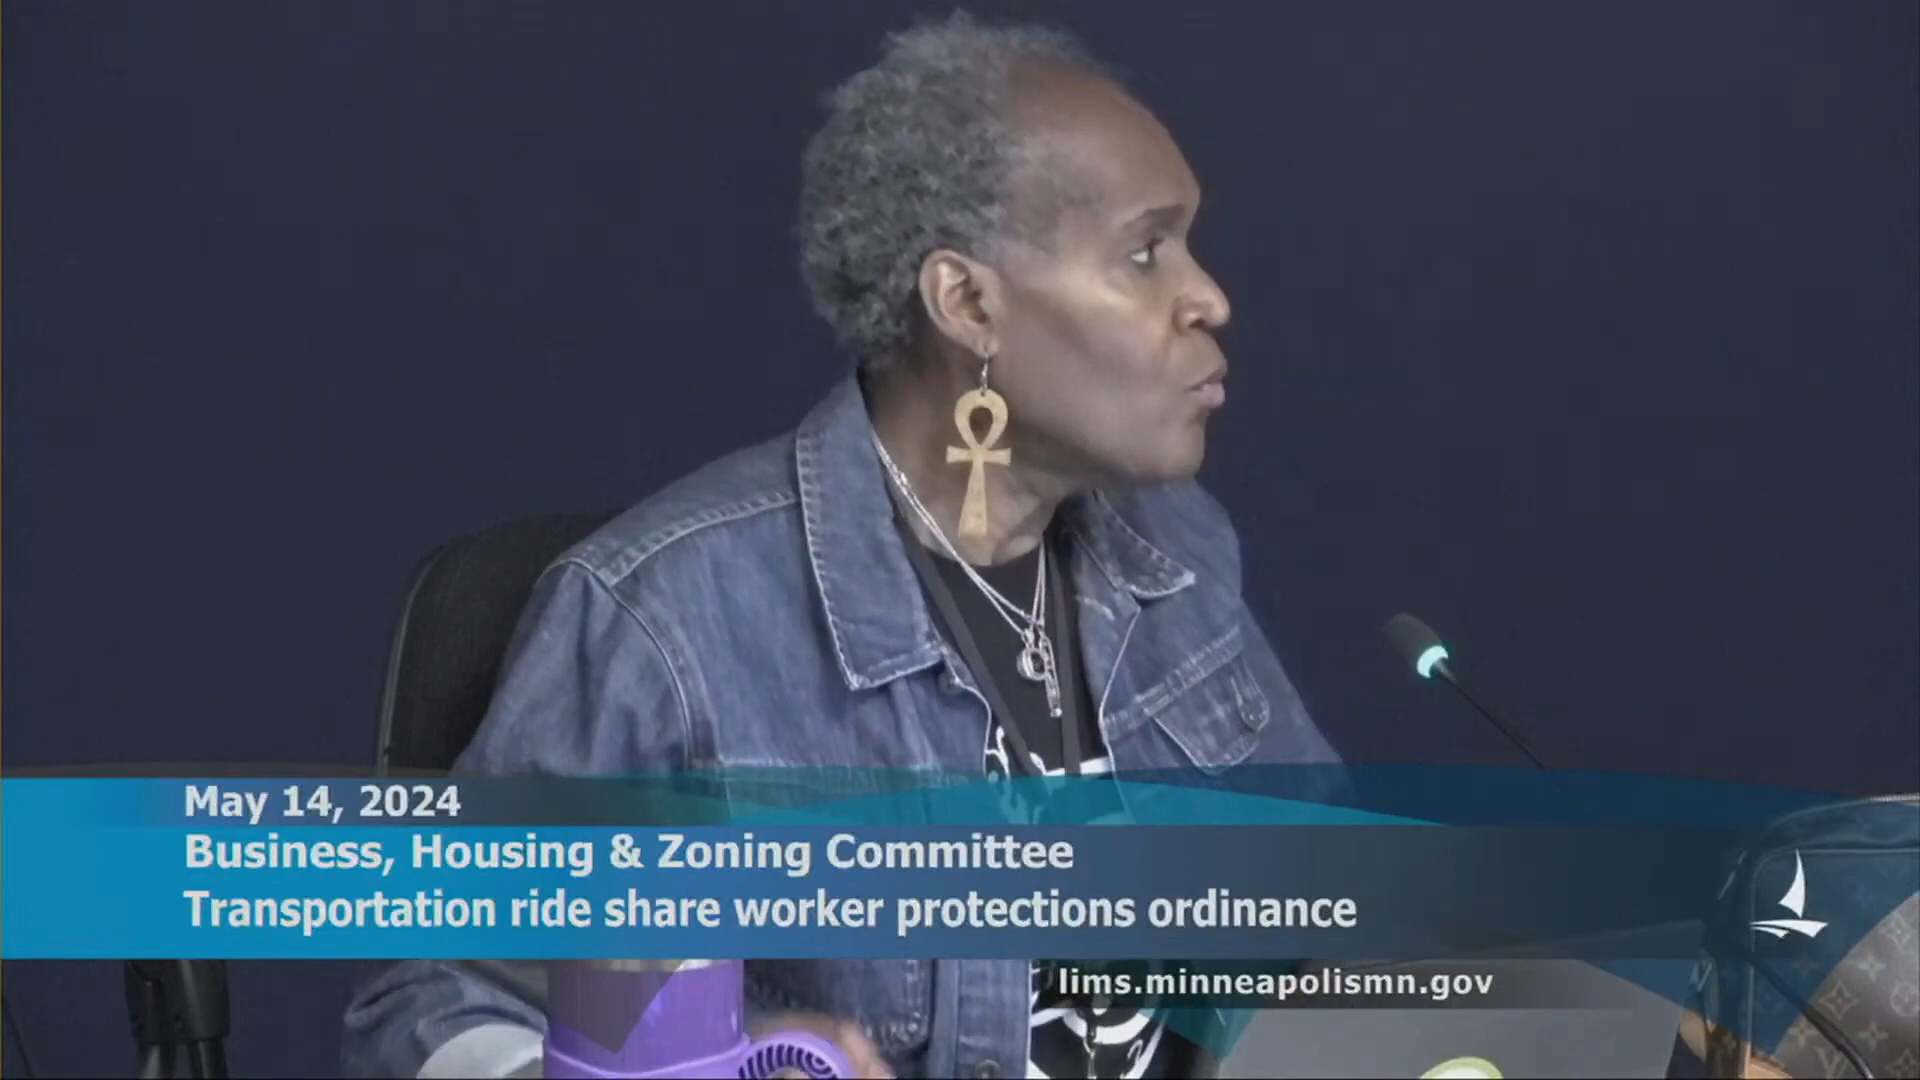 May 14, 2024
Business, Housing & Zoning Committee
Transportation ride share worker protections ordinance
lims.minneapolismn.gov